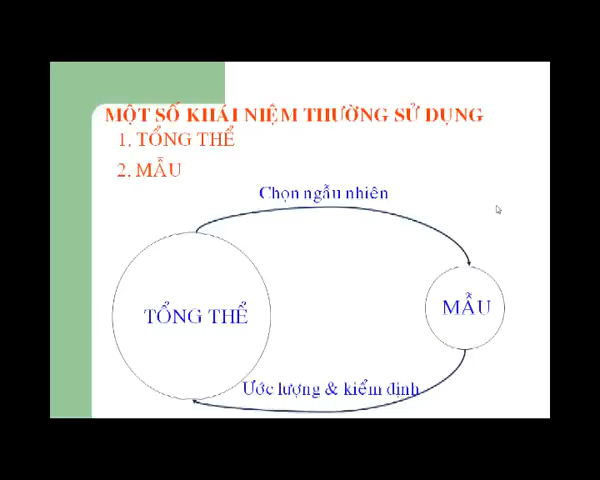 MỘT SỐ KHÁI NIỆM THƯỜNG SỬ DỤNG
1. TỔNG THỂ
2. MẪU
Chọn ngẫu nhiên
TỔNG THỂ
MẪU
Ước lượng & kiểm định